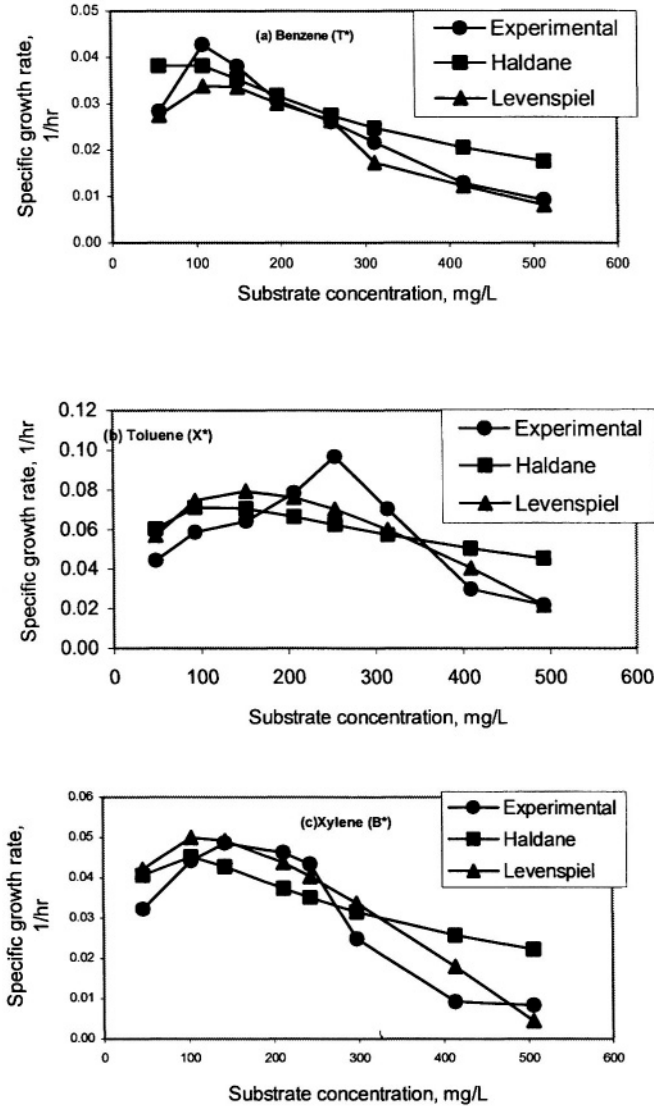 0.05
(a) Benzene (T*)
Experimental
0.04
Haldane
0.03
Levenspiel
0.02
0.01
0.00
Specific growth rate,
1/hr
0 100 200 300 400 500 600
Substrate concentration, mg/L
0.12
(b) Toluene (X*)
Experimental
0.10
Haldane
0.08
Levenspiel
0.06
0.04
0.02
0.00
Specific growth rate, 1/hr
0 100 200 300 400 500 600
Substrate concentration, mg/L
0.06
(c)Xylene (B*)
Experimental
0.05
Haldane
0.04
Levenspiel
0.03
0.02
0.01
0.00
Specific growth rate,
1/hr
0 100 200 300 400 500 600
Substrate concentration, mg/L